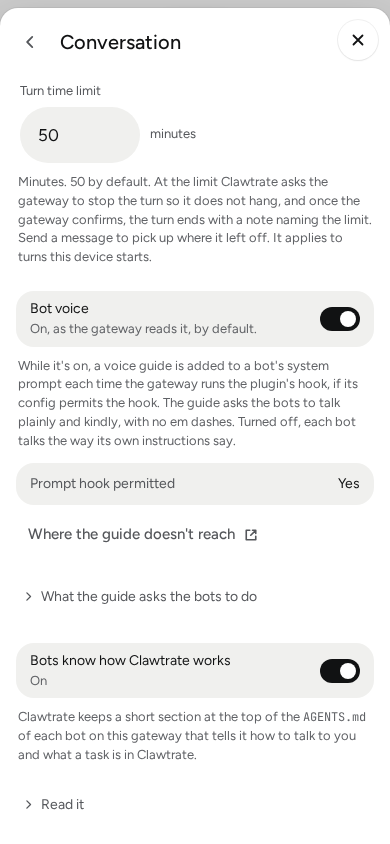 Conversation
Turn time limit
50
minutes
Minutes. 50 by default. At the limit Clawtrate asks the
gateway to stop the turn so it does not hang, and once the
gateway confirms, the turn ends with a note naming the limit.
Send a message to pick up where it left off. It applies to
turns this device starts.
Bot voice
On, as the gateway reads it, by default.
While it's on, a voice guide is added to a bot's system
prompt each time the gateway runs the plugin's hook, if its
config permits the hook. The guide asks the bots to talk
plainly and kindly, with no em dashes. Turned off, each bot
talks the way its own instructions say.
Prompt hook permitted
Yes
Where the guide doesn't reach
What the guide asks the bots to do
Bots know how Clawtrate works
On
Clawtrate keeps a short section at the top of the AGENTS.md
of each bot on this gateway that tells it how to talk to you
and what a task is in Clawtrate.
Read it